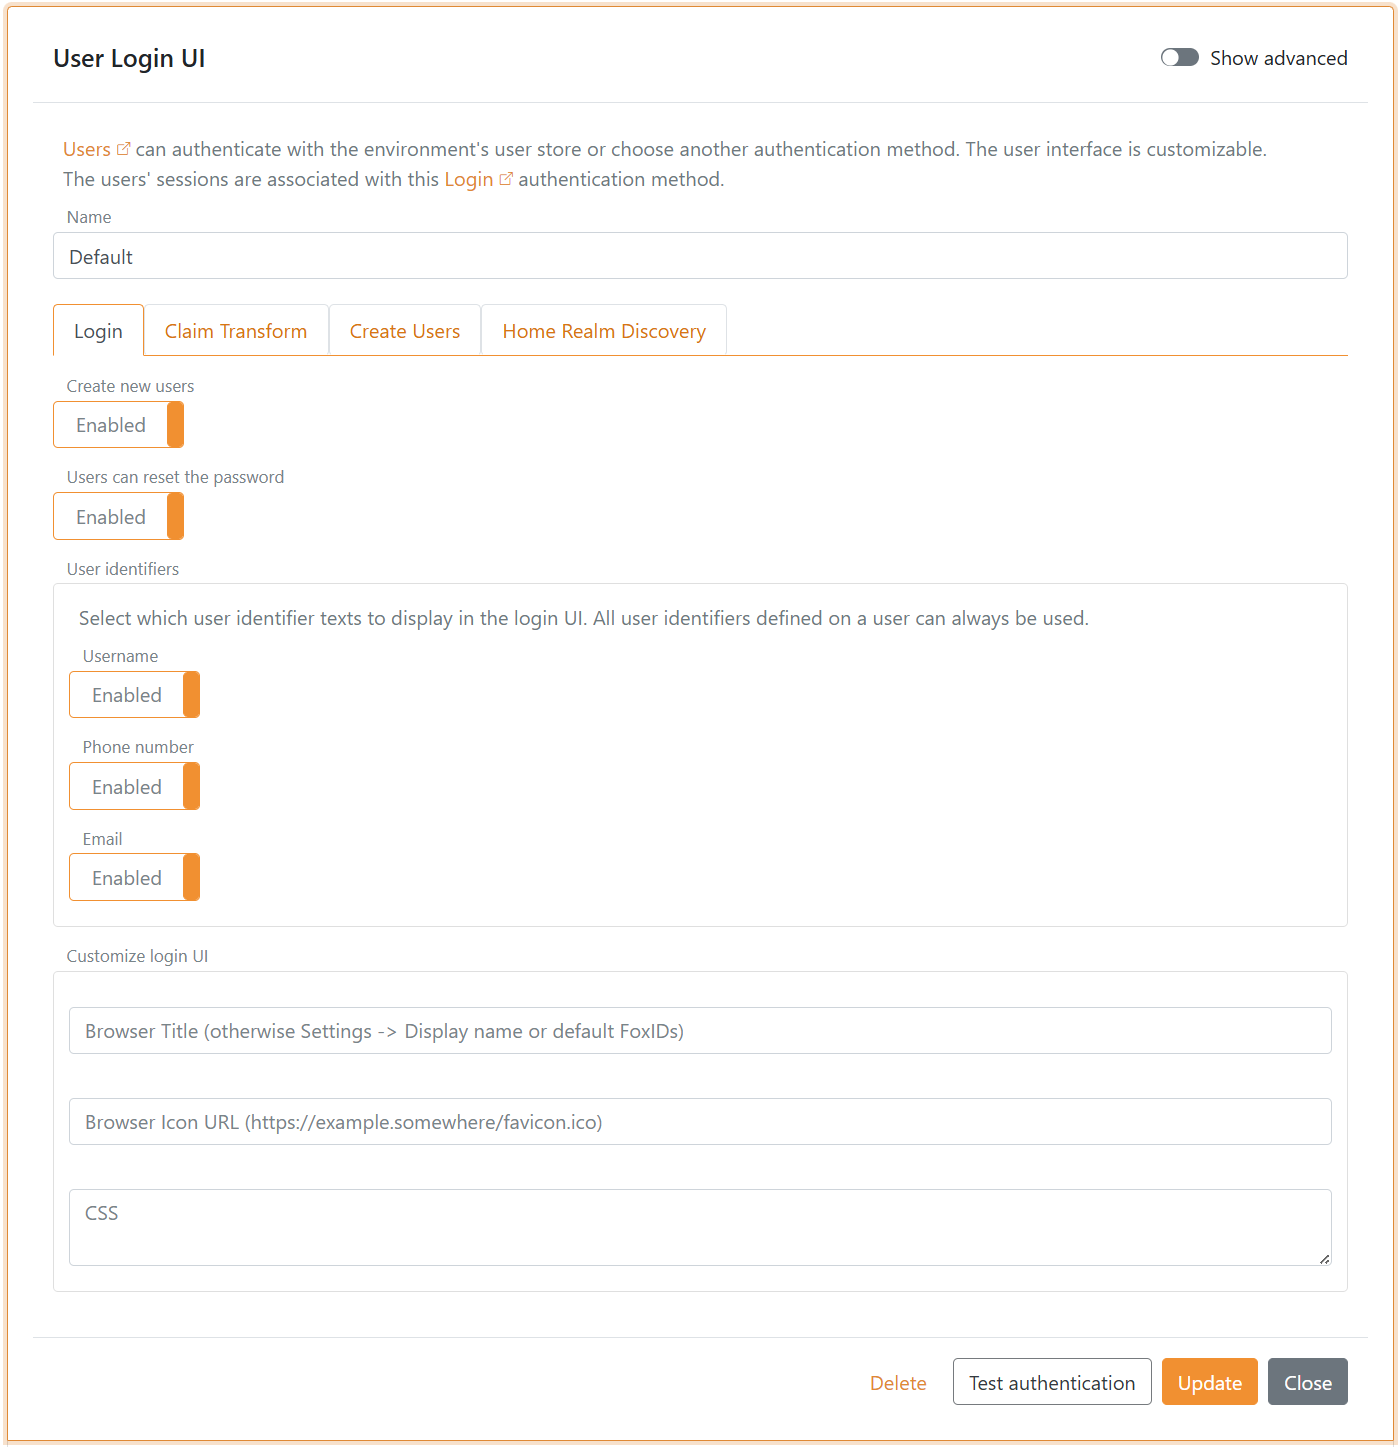 User Login UI
Show advanced
Users can authenticate with the environment's user store or choose another authentication method. The user interface is customizable.
The users' sessions are associated with this Login authentication method.
Name
Default
Login
Claim Transform
Create Users
Home Realm Discovery
Create new users
Enabled
Users can reset the password
Enabled
User identifiers
Select which user identifier texts to display in the login UI. All user identifiers defined on a user can always be used.
Username
Enabled
Phone number
Enabled
Email
Enabled
Customize login UI
Browser Title (otherwise Settings -> Display name or default FoxIDs)
Browser Icon URL (https://example.somewhere/favicon.ico)
CSS
Delete
Test authentication
Update
Close